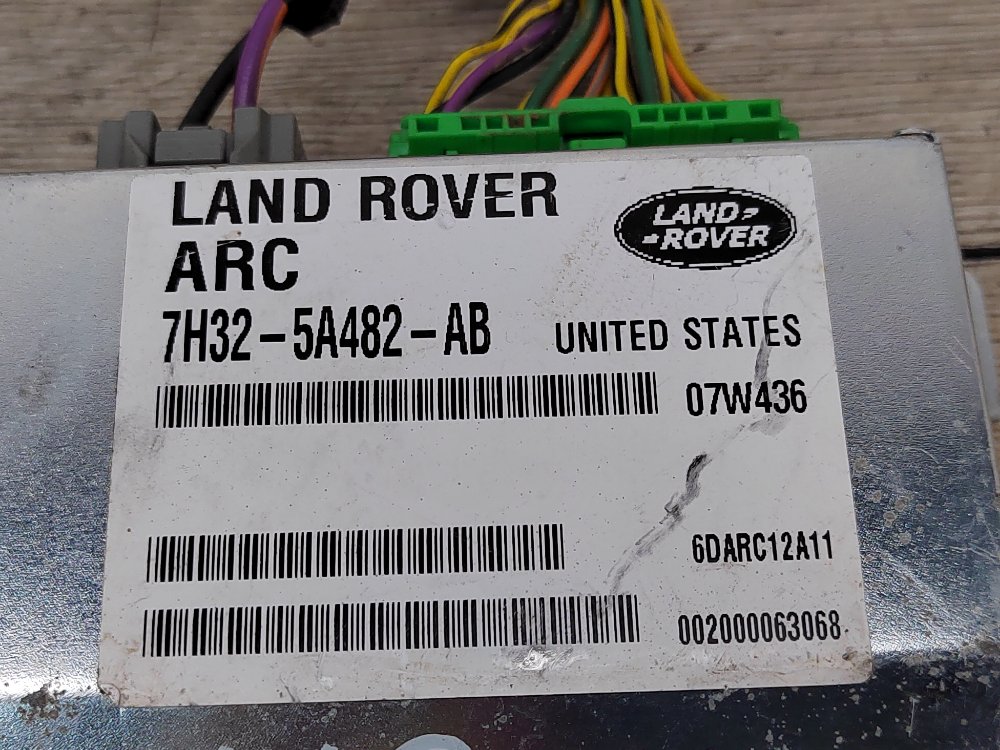 LAND ROVER
LAND
ROVER
ARC
7H32-5A482-AB UNITED STATES
07W436
6DARC12A11
002000063068